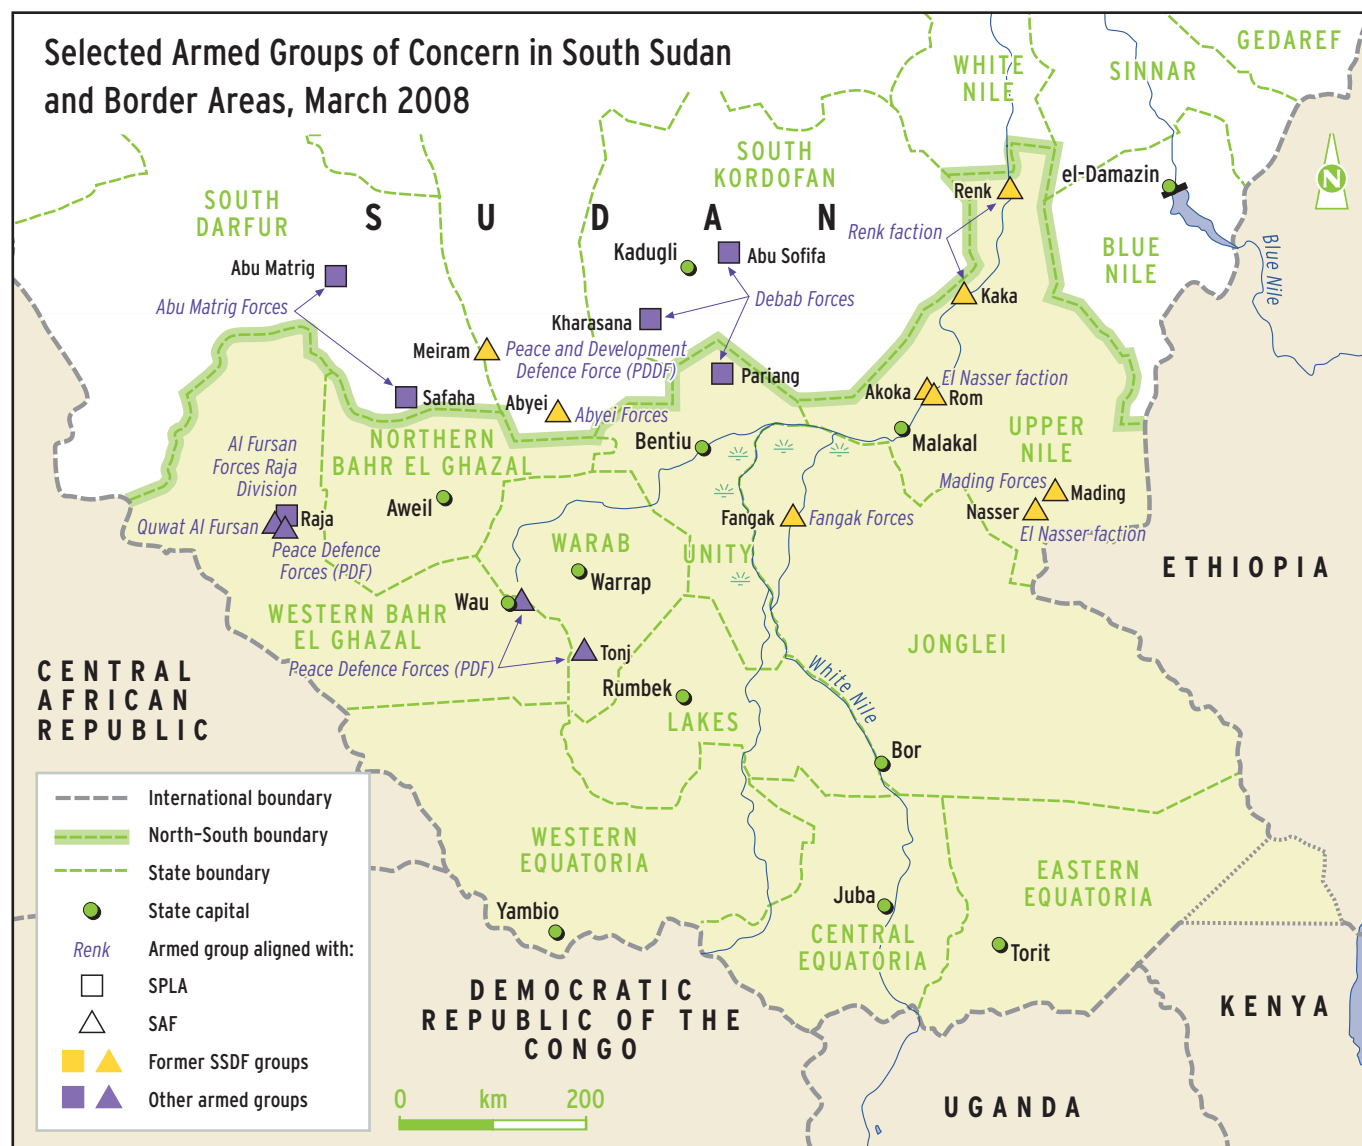 Selected Armed Groups of Concern in South Sudan
and Border Areas, March 2008
GEDAREF
WHITE
NILE
SINNAR
SOUTH
KORDOFAN
el-Damazin
N
Renk
SOUTH
DARFUR
S U D A N
Renk faction
BLUE
NILE
Blue Nile
Kadugli
Abu Sofifa
Abu Matrig
Abu Matrig Forces
Debab Forces
Kaka
Kharasana
Meiram
Peace and Development
Defence Force (PDDF)
Pariang
Safaha
Abyei
Abyei Forces
Akoka
El Nasser faction
Rom
NORTHERN
BAHR EL GHAZAL
Bentiu
Malakal
UPPER
NILE
Al Fursan
Forces Raja
Division
Mading Forces
Mading
Aweil
Nasser
Quwat Al Fursan
Raja
Fangak
Fangak Forces
El Nasser faction
Peace Defence
Forces (PDF)
WARAB
UNITY
ETHIOPIA
Warrap
Wau
WESTERN BAHR
EL GHAZAL
JONGLEI
Tonj
Peace Defence Forces (PDF)
CENTRAL
AFRICAN
REPUBLIC
Rumbek
White Nile
LAKES
Bor
International boundary
North-South boundary
State boundary
State capital
Renk Armed group aligned with:
SPLA
SAF
Former SSDF groups
Other armed groups
WESTERN
EQUATORIA
EASTERN
EQUATORIA
Juba
Yambio
CENTRAL
EQUATORIA
Torit
DEMOCRATIC
REPUBLIC OF THE
CONGO
KENYA
0 km 200
UGANDA